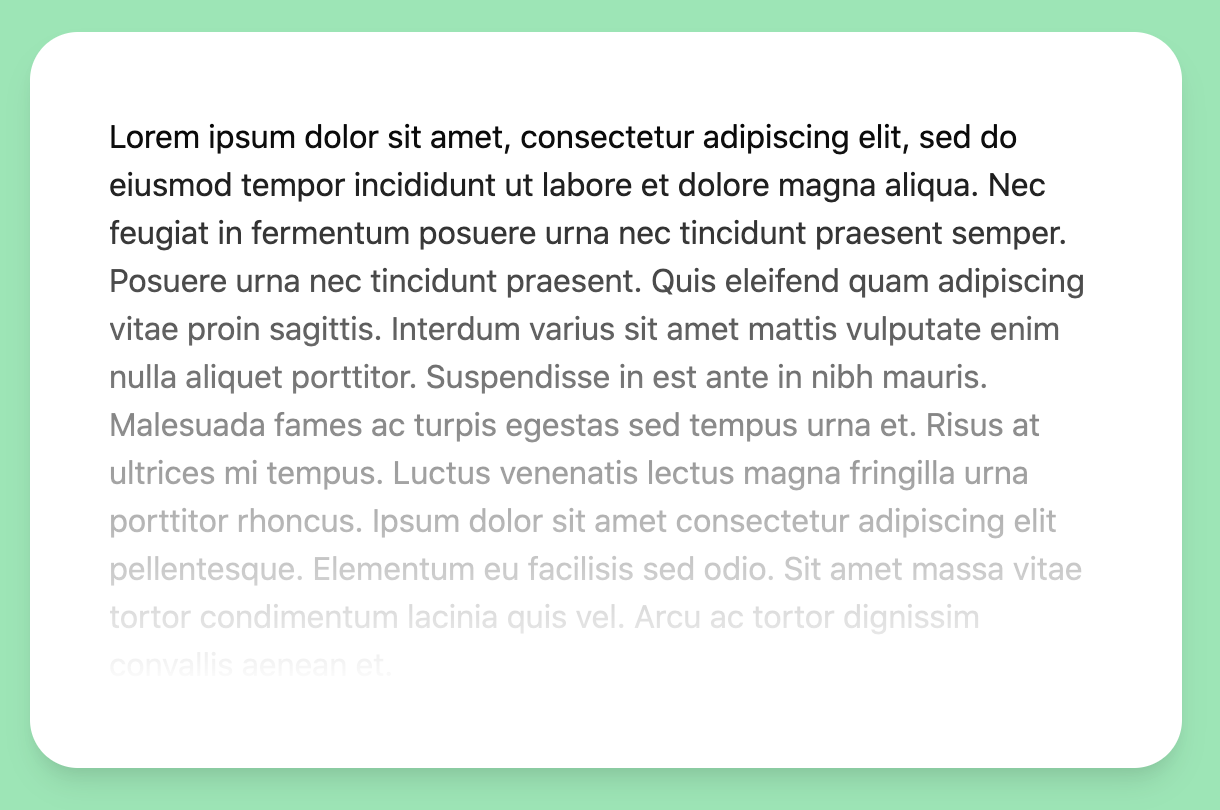 Lorem ipsum dolor sit amet, consectetur adipiscing elit, sed do
eiusmod tempor incididunt ut labore et dolore magna aliqua. Nec
feugiat in fermentum posuere urna nec tincidunt praesent semper.
Posuere urna nec tincidunt praesent. Quis eleifend quam adipiscing
vitae proin sagittis. Interdum varius sit amet mattis vulputate enim
nulla aliquet porttitor. Suspendisse in est ante in nibh mauris.
Malesuada fames ac turpis egestas sed tempus urna et. Risus at
ultrices mi tempus. Luctus venenatis lectus magna fringilla urna
porttitor rhoncus. Ipsum dolor sit amet consectetur adipiscing elit
pellentesque. Elementum eu facilisis sed odio. Sit amet massa vitae
tortor condimentum lacinia quis vel. Arcu ac tortor dignissim
convallis aenean et.